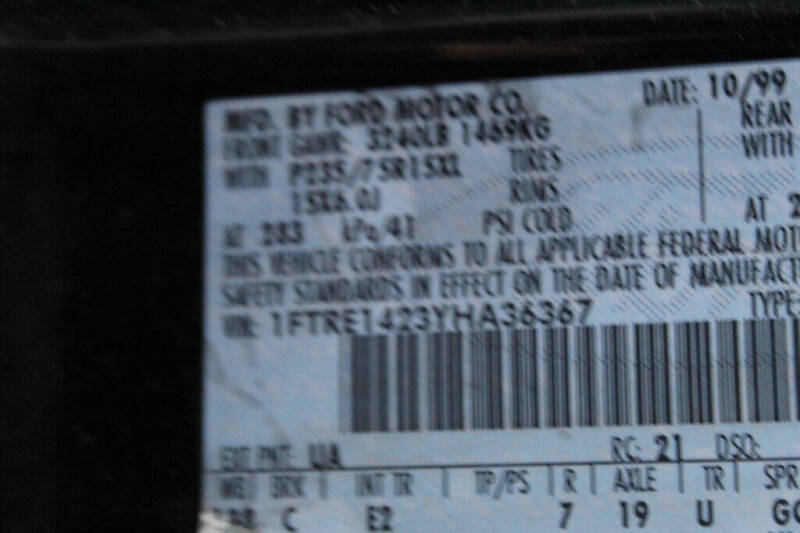 MFD. BY FORD MOTOR CO.
DATE: 10/99
FRONT GAWR: 3240LB 1469KG
REAR
WITH P235/75R15XL TIRES
WITH
15X6.0J RIMS
AT 283 kPa/41 PSI COLD
AT 2
THIS VEHICLE CONFORMS TO ALL APPLICABLE FEDERAL MOT
SAFETY STANDARDS IN EFFECT ON THE DATE OF MANUFACT
VIN: 1FTRE1423YHA36367
TYPE:
EXT PNT: UA RC: 21 DSO:
WB BRK INT TR TP/PS R AXLE TR SPR
138 C E2 7 19 U GG